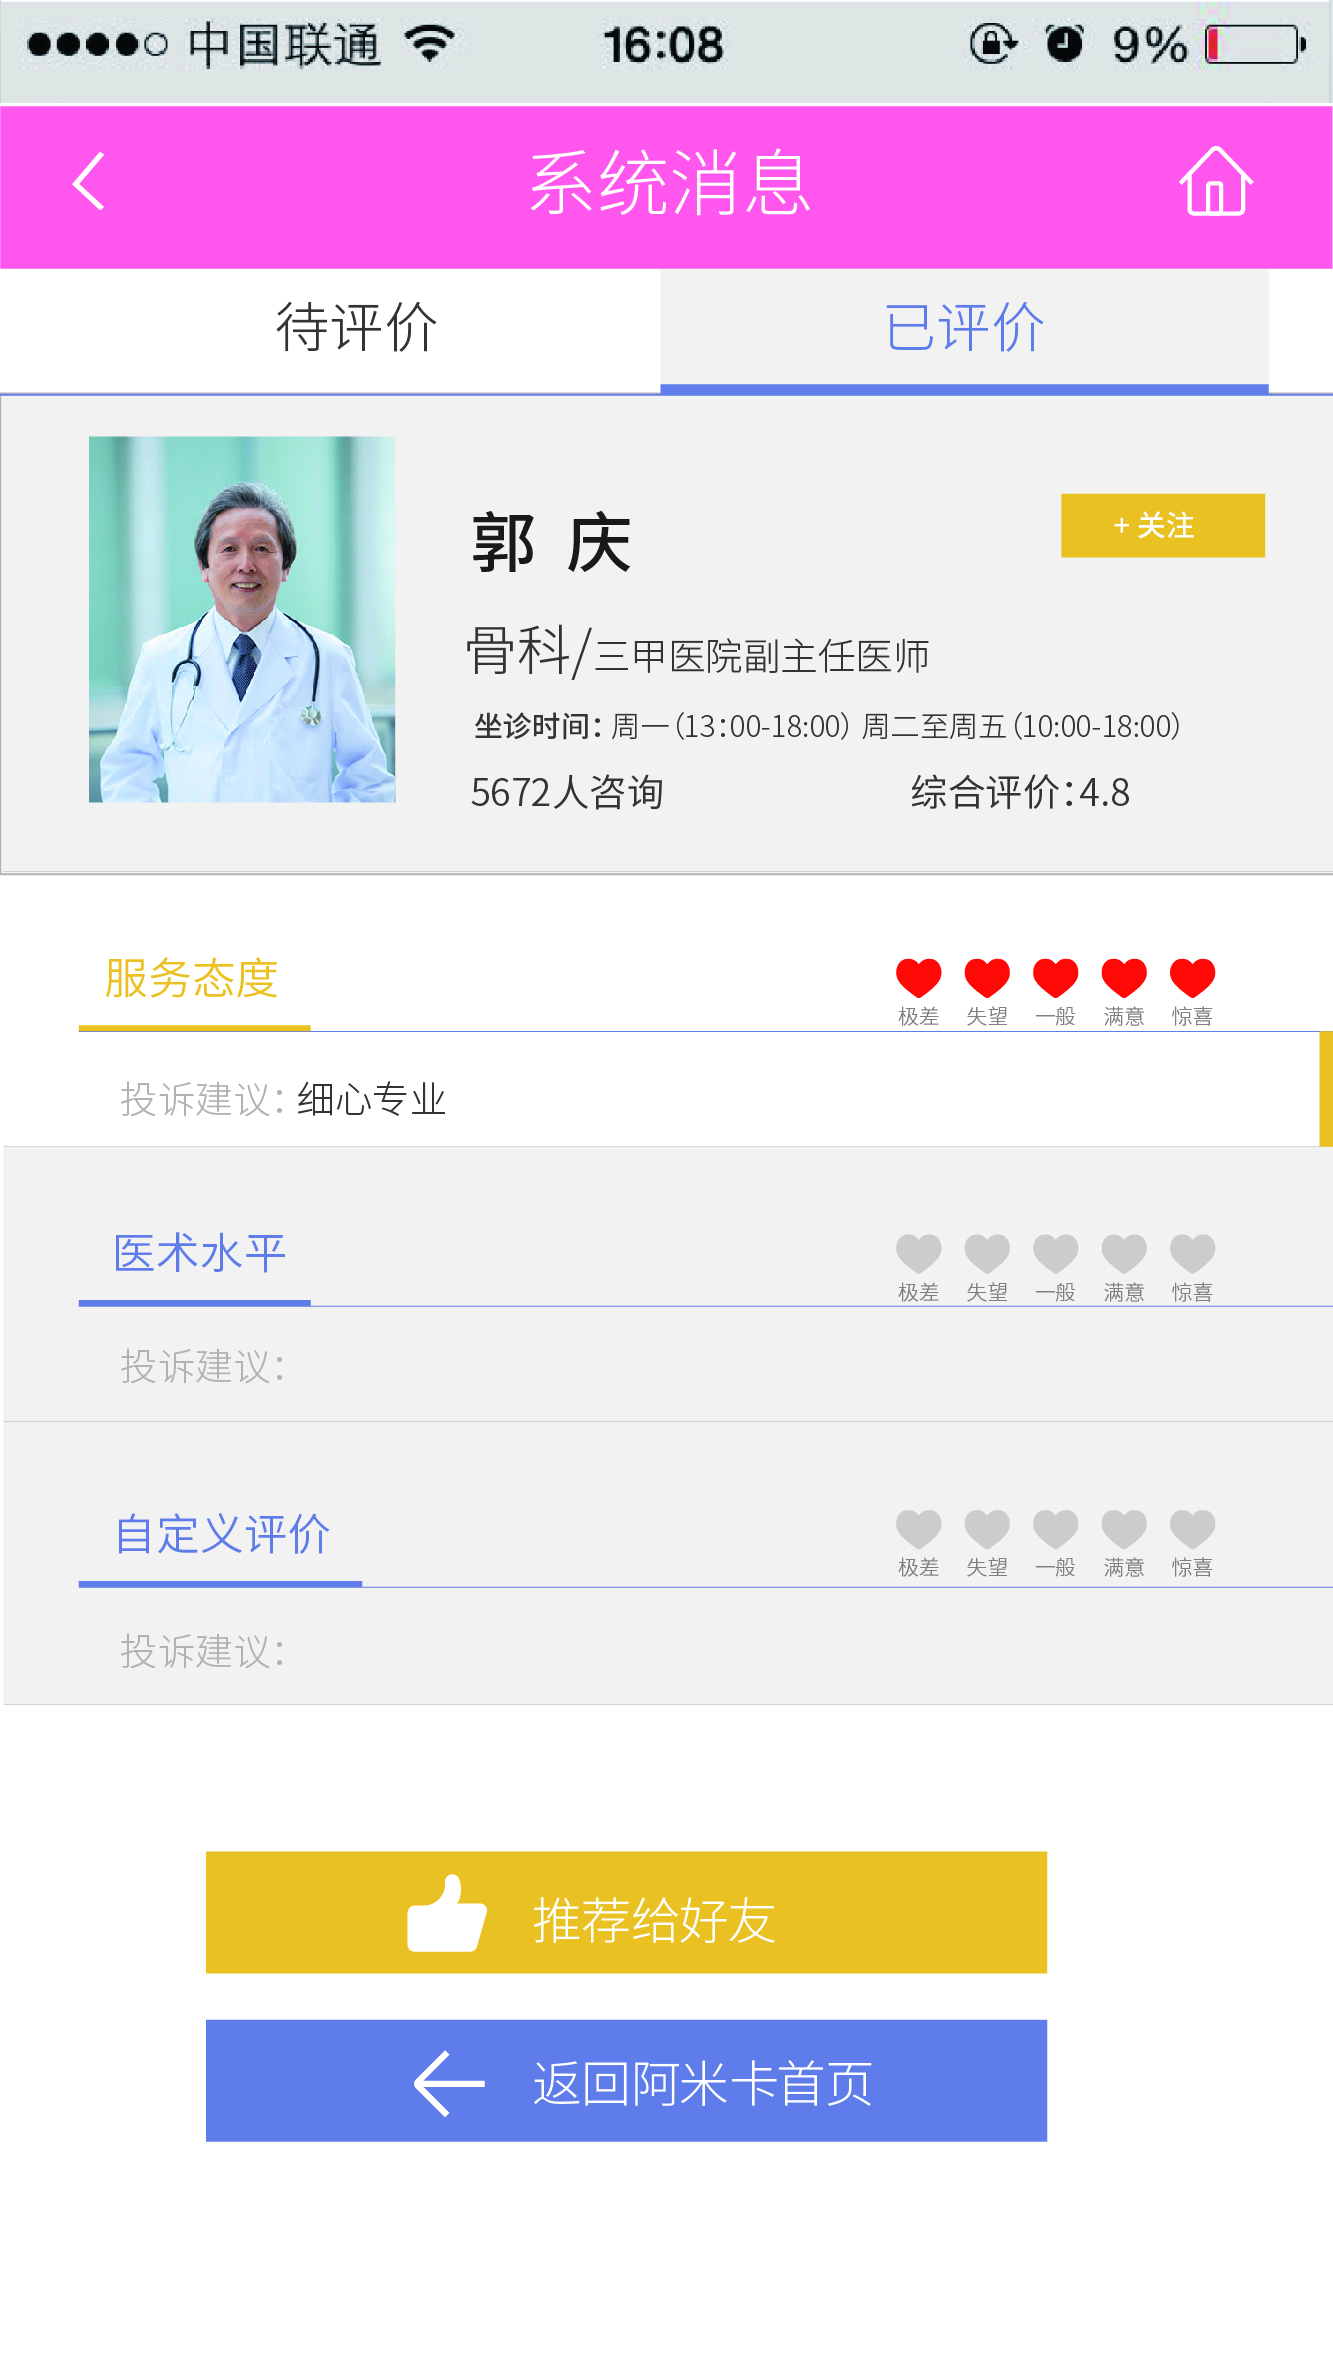 中国联通 16:08 9%
系统消息
待评价 已评价
郭 庆 + 关注
骨科/三甲医院副主任医师
坐诊时间：周一（13：00-18:00） 周二至周五（10:00-18:00）
5672人咨询 综合评价：4.8
服务态度
极差 失望 一般 满意 惊喜
投诉建议：细心专业
医术水平
极差 失望 一般 满意 惊喜
投诉建议：
自定义评价
极差 失望 一般 满意 惊喜
投诉建议：
推荐给好友
返回阿米卡首页